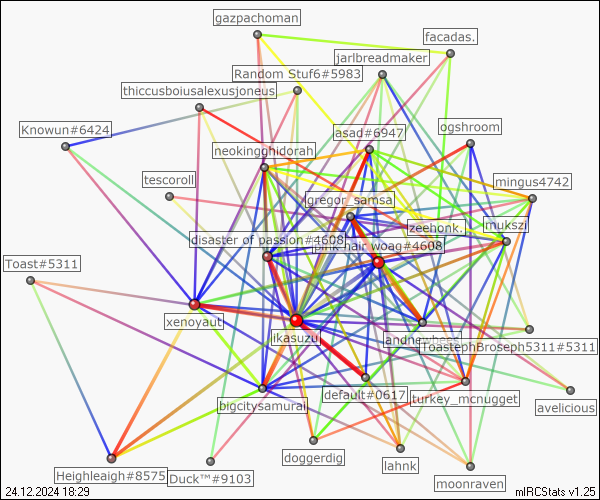 gazpachoman
facadas.
jarlbreadmaker
Random Stuf6#5983
thiccusboiusalexusjoneus
Knowun#6424
asad#6947
ogshroom
neokingghidorah
tescoroll
mingus4742
gregor_samsa
zeehonk.
mukszi
disaster of passion#4608
pink hair woag#4608
Toast#5311
xenoyaut
iikasuzu
andnewbees
ToastephBroseph5311#5311
bigcitysamurai
default#0617
turkey_mcnugget
avelicious
doggerdig
lahnk
Heighleaigh#8575
Duck™#9103
moonraven
24.12.2024 18:29
mIRCStats v1.25